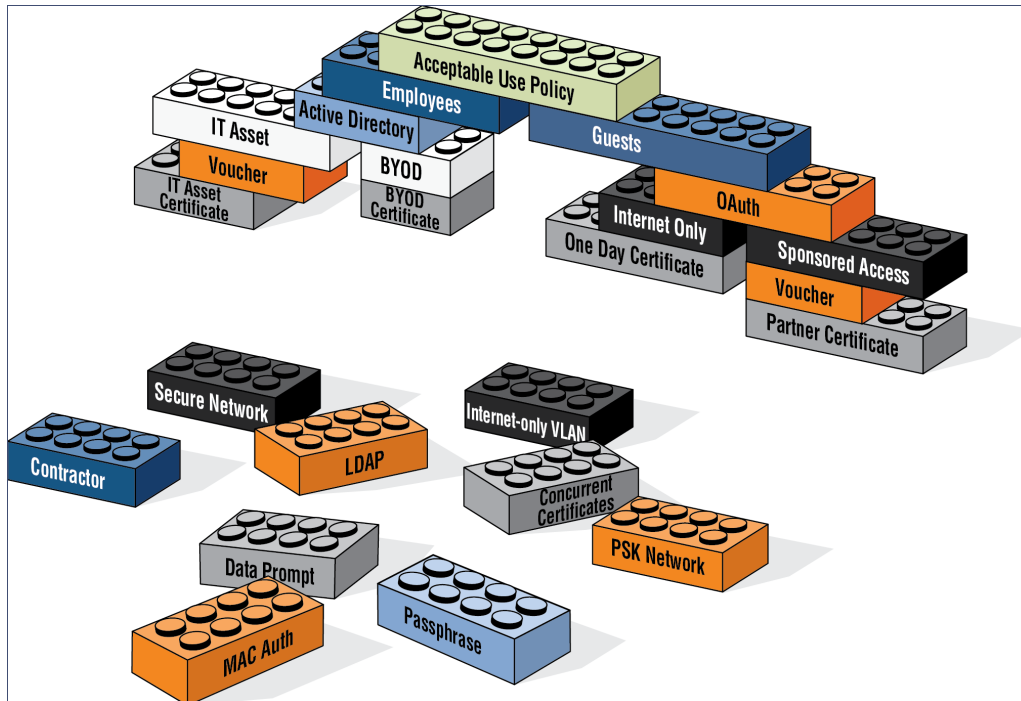 Acceptable Use Policy
Employees
Active Directory
IT Asset
Guests
Voucher
BYOD
IT Asset
Certificate
BYOD
Certificate
OAuth
Internet Only
One Day Certificate
Sponsored Access
Voucher
Partner Certificate
Secure Network
Internet-only VLAN
Contractor
LDAP
Concurrent
Certificates
PSK Network
Data Prompt
Passphrase
MAC Auth